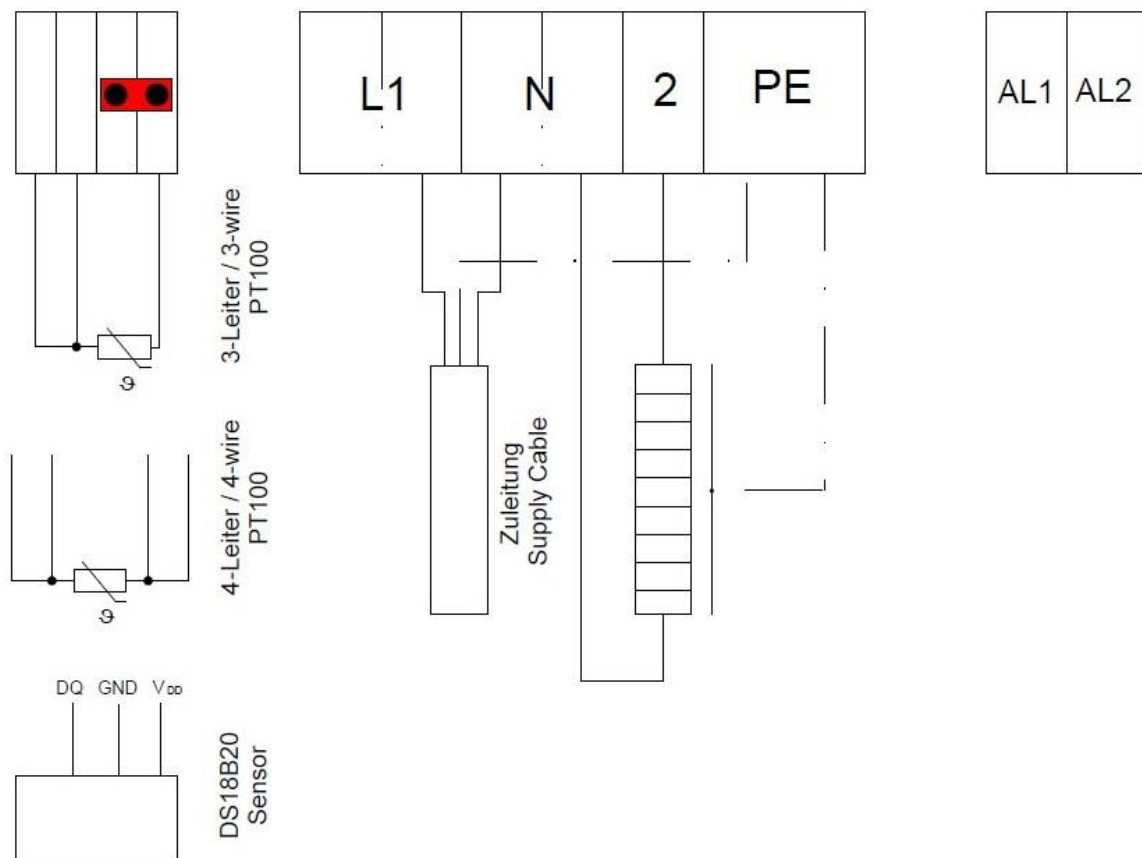 L1
N
2
PE
AL1
AL2
3-Leiter / 3-wire
PT100
ϑ
4-Leiter / 4-wire
PT100
ϑ
Zuleitung
Supply Cable
DQ
GND
VDD
DS18B20
Sensor